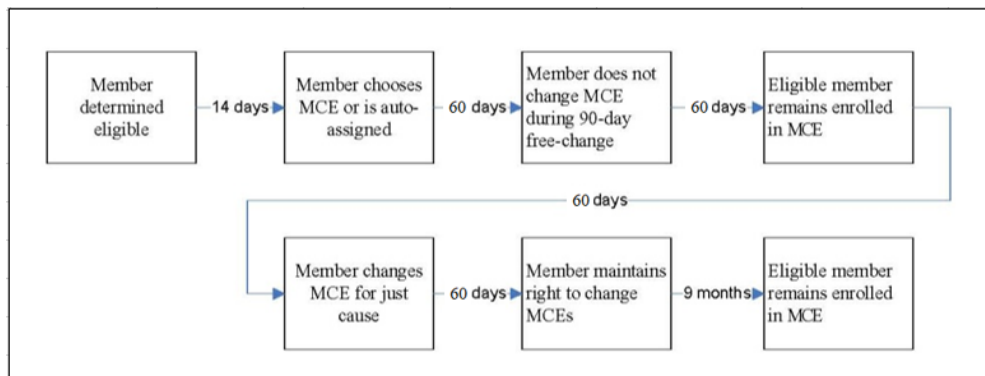 Member
determined
eligible
14 days
Member chooses
MCE or is auto-
assigned
60 days
Member does not
change MCE
during 90-day
free-change
60 days
Eligible member
remains enrolled
in MCE
60 days
Member changes
MCE for just
cause
60 days
Member maintains
right to change
MCEs
9 months
Eligible member
remains enrolled
in MCE